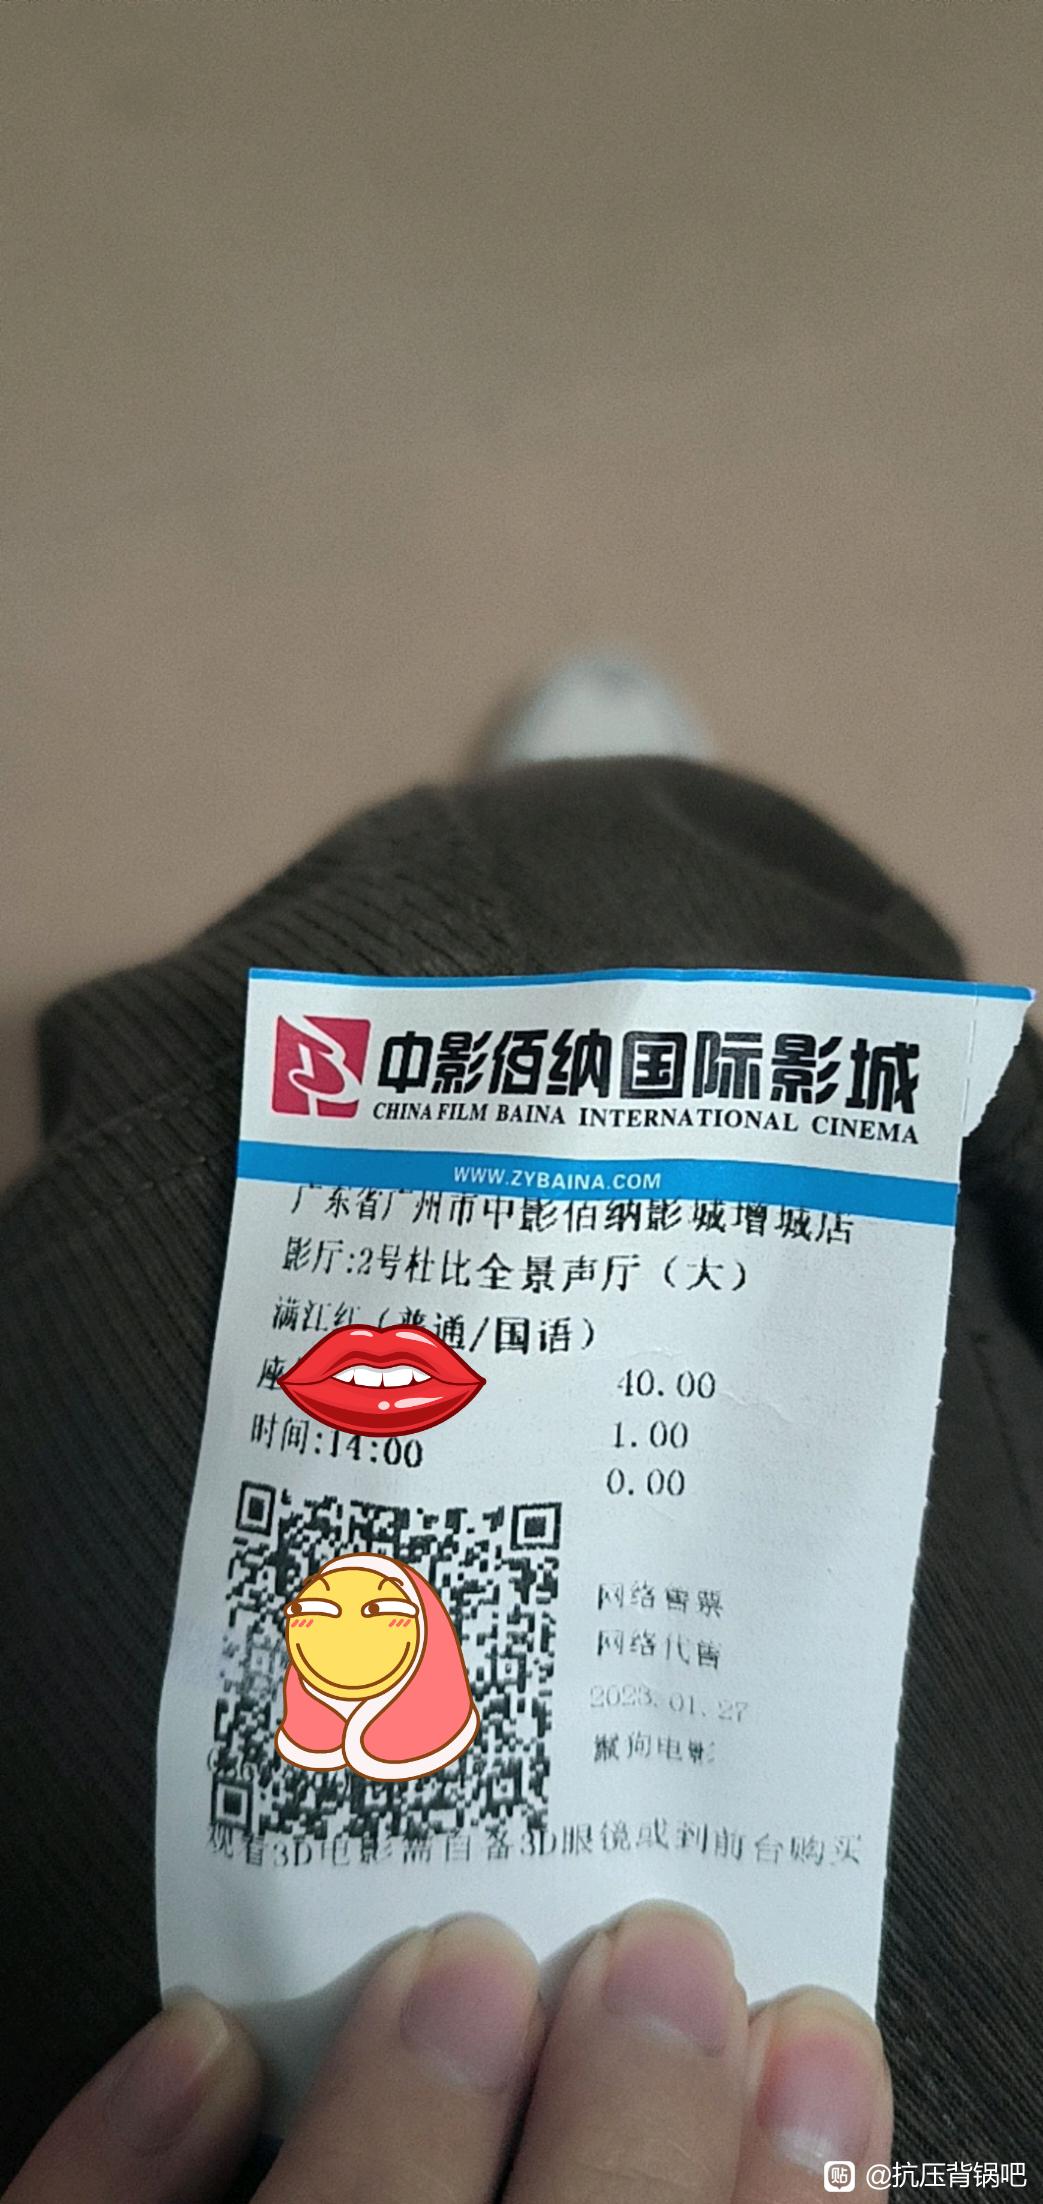 中影佰纳国际影城
CHINA FILM BAINA INTERNATIONAL CINEMA
WWW.ZYBAINA.COM
广东省广州市中影佰纳影城增城店
影厅:2号杜比全景声厅（大）
满江红（普通/国语）
座
40.00
时间:14:00
1.00
0.00
网络售票
网络代售
2023.01.27
观看3D电影需自备3D眼镜或到前台购买
贴 @抗压背锅吧